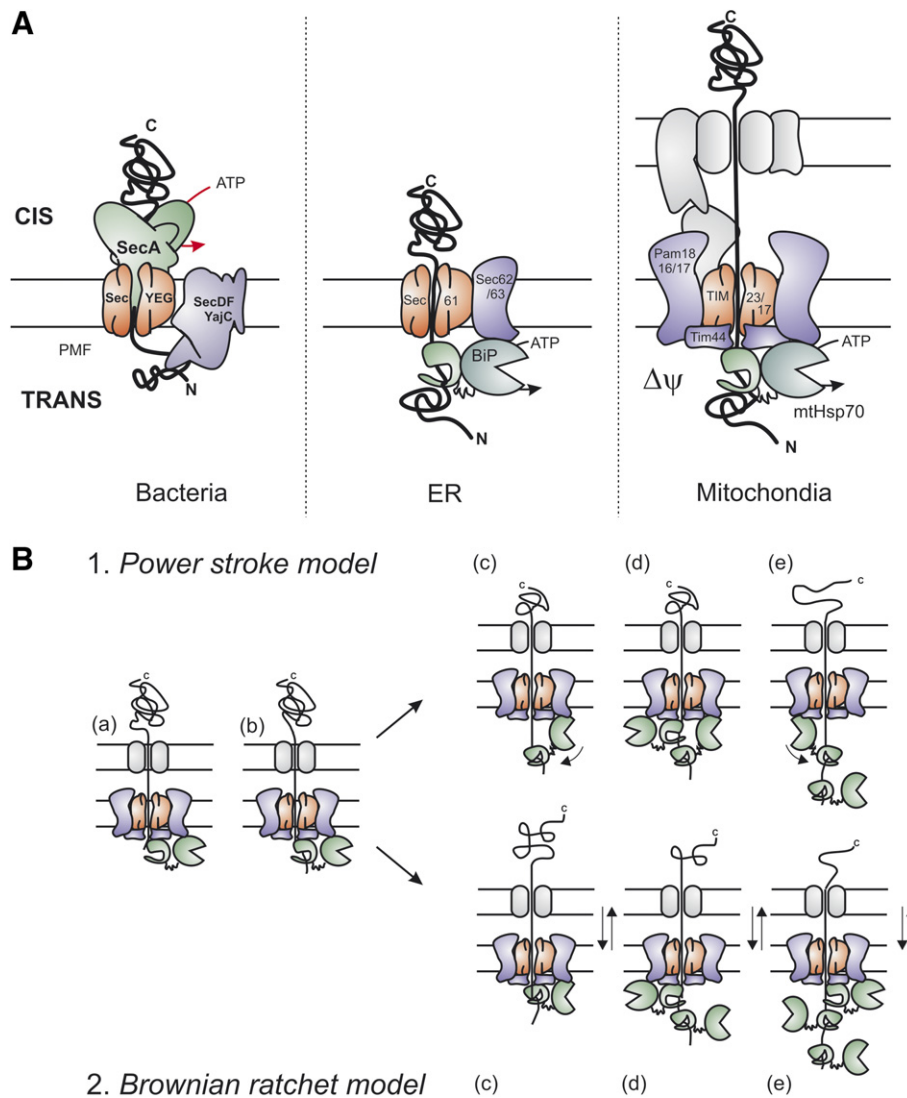 A
C
ATP
CIS
SecA
Sec
YEG
SecDF
YajC
PMF
TRANS
N
Bacteria
C
Sec
61
Sec62
/63
BiP
ATP
N
ER
C
Pam18
16/17
TIM
23/
17
Tim44
ATP
Δψ
mtHsp70
N
Mitochondia
B
1. Power stroke model
(a)
c
(b)
c
(c)
c
(d)
c
(e)
c
c
c
c
2. Brownian ratchet model
(c)
(d)
(e)